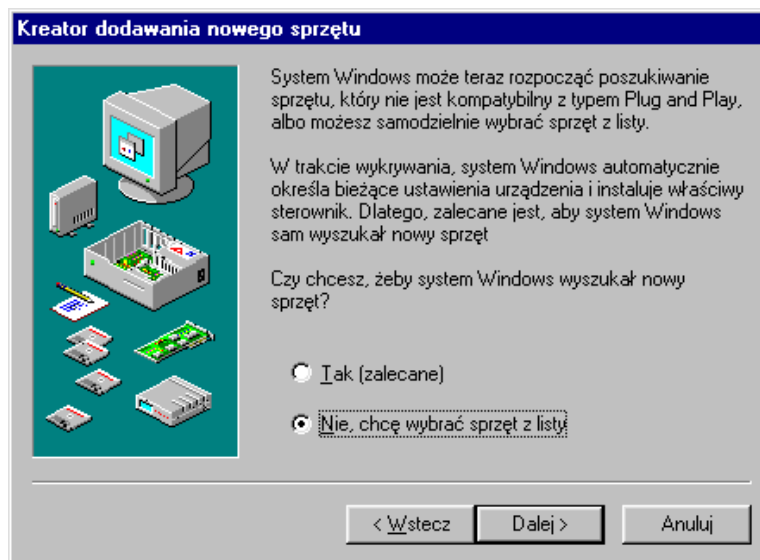 Kreator dodawania nowego sprzętu
System Windows może teraz rozpocząć poszukiwanie
sprzętu, który nie jest kompatybilny z typem Plug and Play,
albo możesz samodzielnie wybrać sprzęt z listy.
W trakcie wykrywania, system Windows automatycznie
określa bieżące ustawienia urządzenia i instaluje właściwy
sterownik. Dlatego, zalecane jest, aby system Windows
sam wyszukał nowy sprzęt
Czy chcesz, żeby system Windows wyszukał nowy
sprzęt?
Tak (zalecane)
Nie, chcę wybrać sprzęt z listy
< Wstecz Dalej > Anuluj